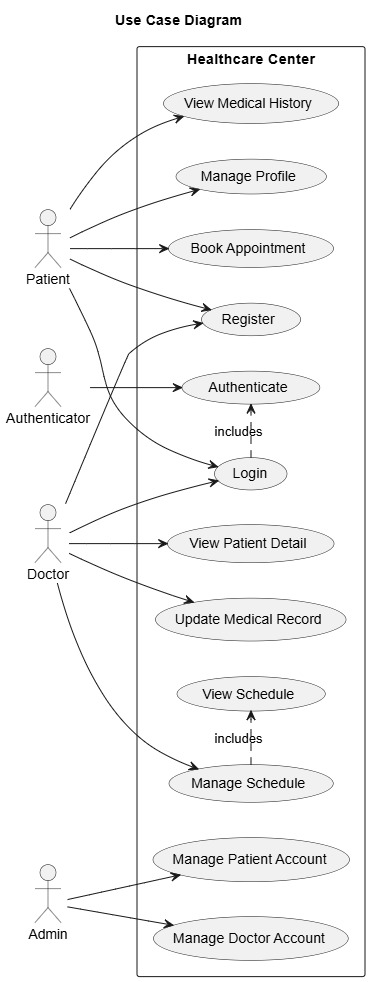 Use Case Diagram
Healthcare Center
View Medical History
Manage Profile
Patient
Book Appointment
Register
Authenticator
Authenticate
includes
Login
Doctor
View Patient Detail
Update Medical Record
View Schedule
includes
Manage Schedule
Manage Patient Account
Admin
Manage Doctor Account